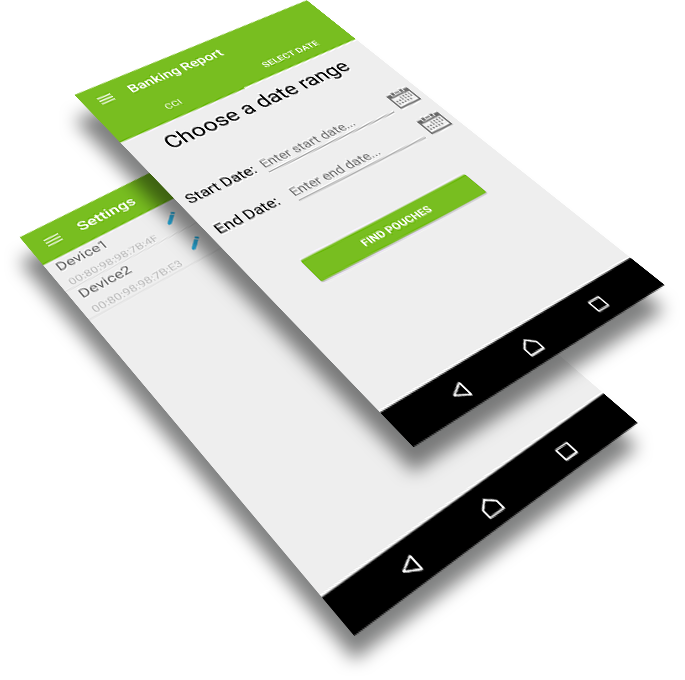 Banking Report
CCI
SELECT DATE
Choose a date range
Start Date: Enter start date...
End Date: Enter end date...
FIND POUCHES
Settings
Device1
00:80:98:98:7B:4F
Device2
00:80:98:98:7B:E3